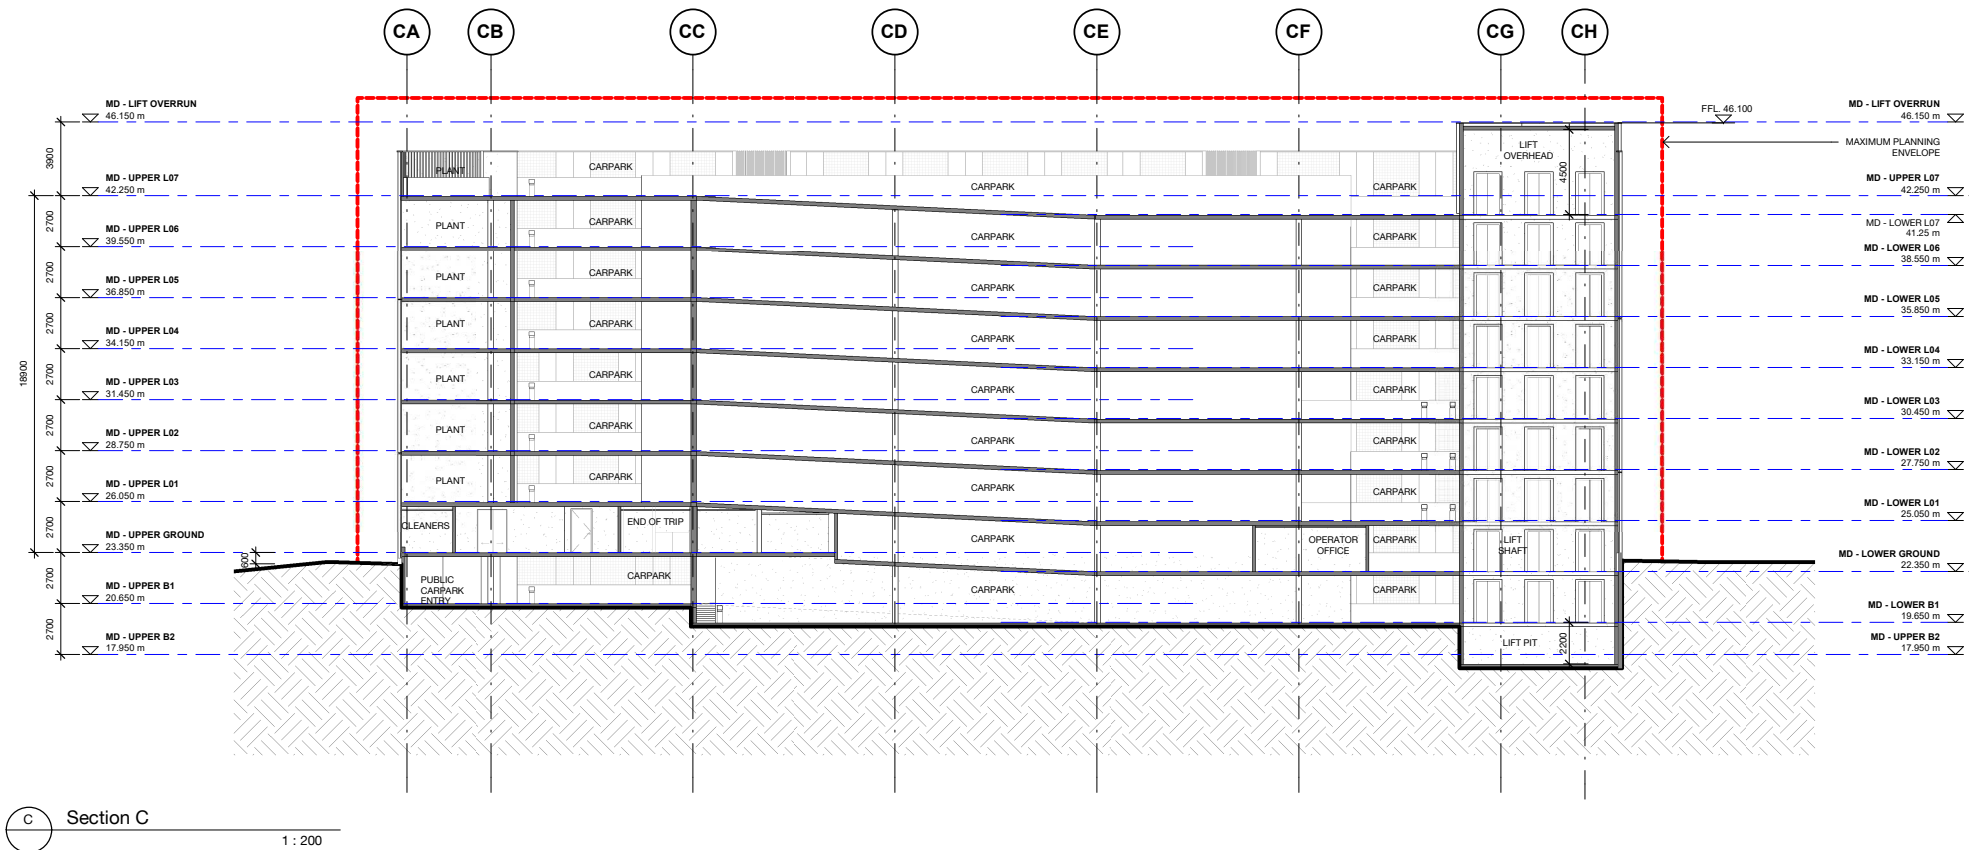 CA
CB
CC
CD
CE
CF
CG
CH
MD - LIFT OVERRUN
46.150 m
MD - UPPER L07
42.250 m
MD - UPPER L06
39.550 m
MD - UPPER L05
36.850 m
MD - UPPER L04
34.150 m
MD - UPPER L03
31.450 m
MD - UPPER L02
28.750 m
MD - UPPER L01
26.050 m
MD - UPPER GROUND
23.350 m
MD - UPPER B1
20.650 m
MD - UPPER B2
17.950 m
3900
2700
2700
2700
2700
2700
2700
2700
2700
2700
18900
600
PLANT
CARPARK
CARPARK
CARPARK
LIFT
OVERHEAD
4500
PLANT
CARPARK
CARPARK
CARPARK
PLANT
CARPARK
CARPARK
CARPARK
PLANT
CARPARK
CARPARK
CARPARK
PLANT
CARPARK
CARPARK
CARPARK
PLANT
CARPARK
CARPARK
CARPARK
PLANT
CARPARK
CARPARK
CARPARK
CLEANERS
END OF TRIP
CARPARK
OPERATOR
OFFICE
CARPARK
LIFT
SHAFT
PUBLIC
CARPARK
ENTRY
CARPARK
CARPARK
CARPARK
LIFT PIT
2200
FFL. 46.100
MD - LIFT OVERRUN
46.150 m
MAXIMUM PLANNING
ENVELOPE
MD - UPPER L07
42.250 m
MD - LOWER L07
41.25 m
MD - LOWER L06
38.550 m
MD - LOWER L05
35.850 m
MD - LOWER L04
33.150 m
MD - LOWER L03
30.450 m
MD - LOWER L02
27.750 m
MD - LOWER L01
25.050 m
MD - LOWER GROUND
22.350 m
MD - LOWER B1
19.650 m
MD - UPPER B2
17.950 m
C
Section C
1 : 200